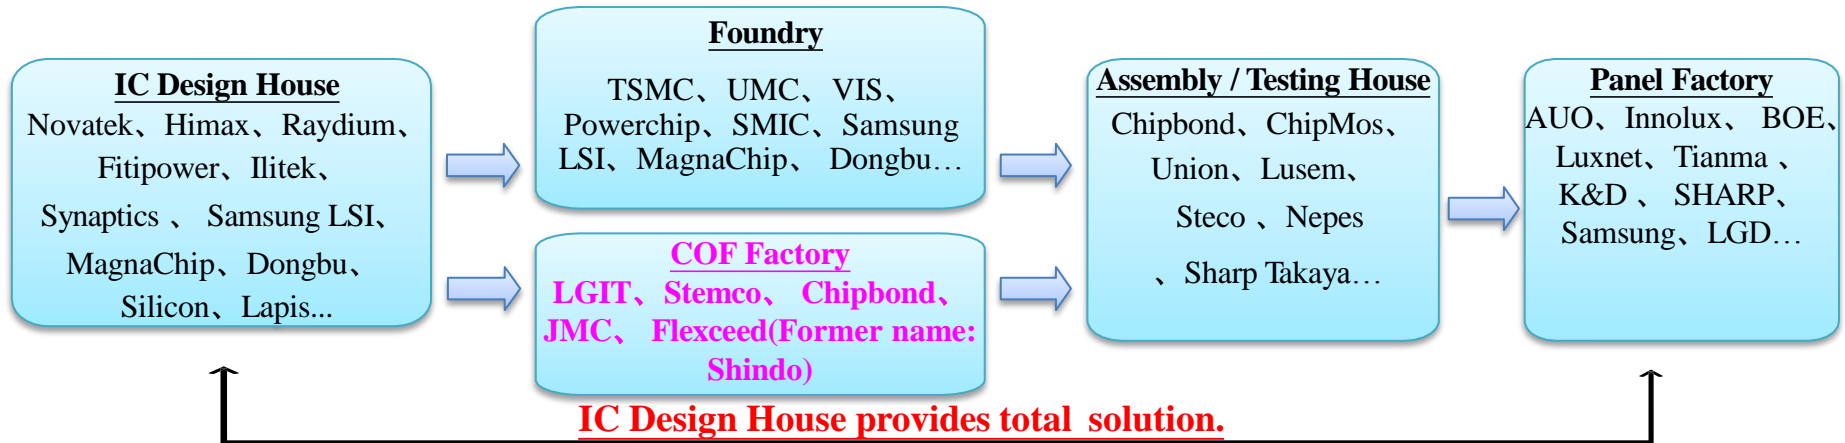 IC Design House
Novatek、Himax、Raydium、
Fitipower、Ilitek、
Synaptics 、 Samsung LSI、
MagnaChip、Dongbu、
Silicon、Lapis...
Foundry
TSMC、UMC、VIS、
Powerchip、SMIC、Samsung
LSI、MagnaChip、 Dongbu…
COF Factory
LGIT、Stemco、 Chipbond、
JMC、 Flexceed(Former name:
Shindo)
Assembly / Testing House
Chipbond、ChipMos、
Union、Lusem、
Steco 、Nepes
、Sharp Takaya…
Panel Factory
AUO、Innolux、 BOE、
Luxnet、Tianma 、
K&D 、 SHARP、
Samsung、LGD…
IC Design House provides total solution.